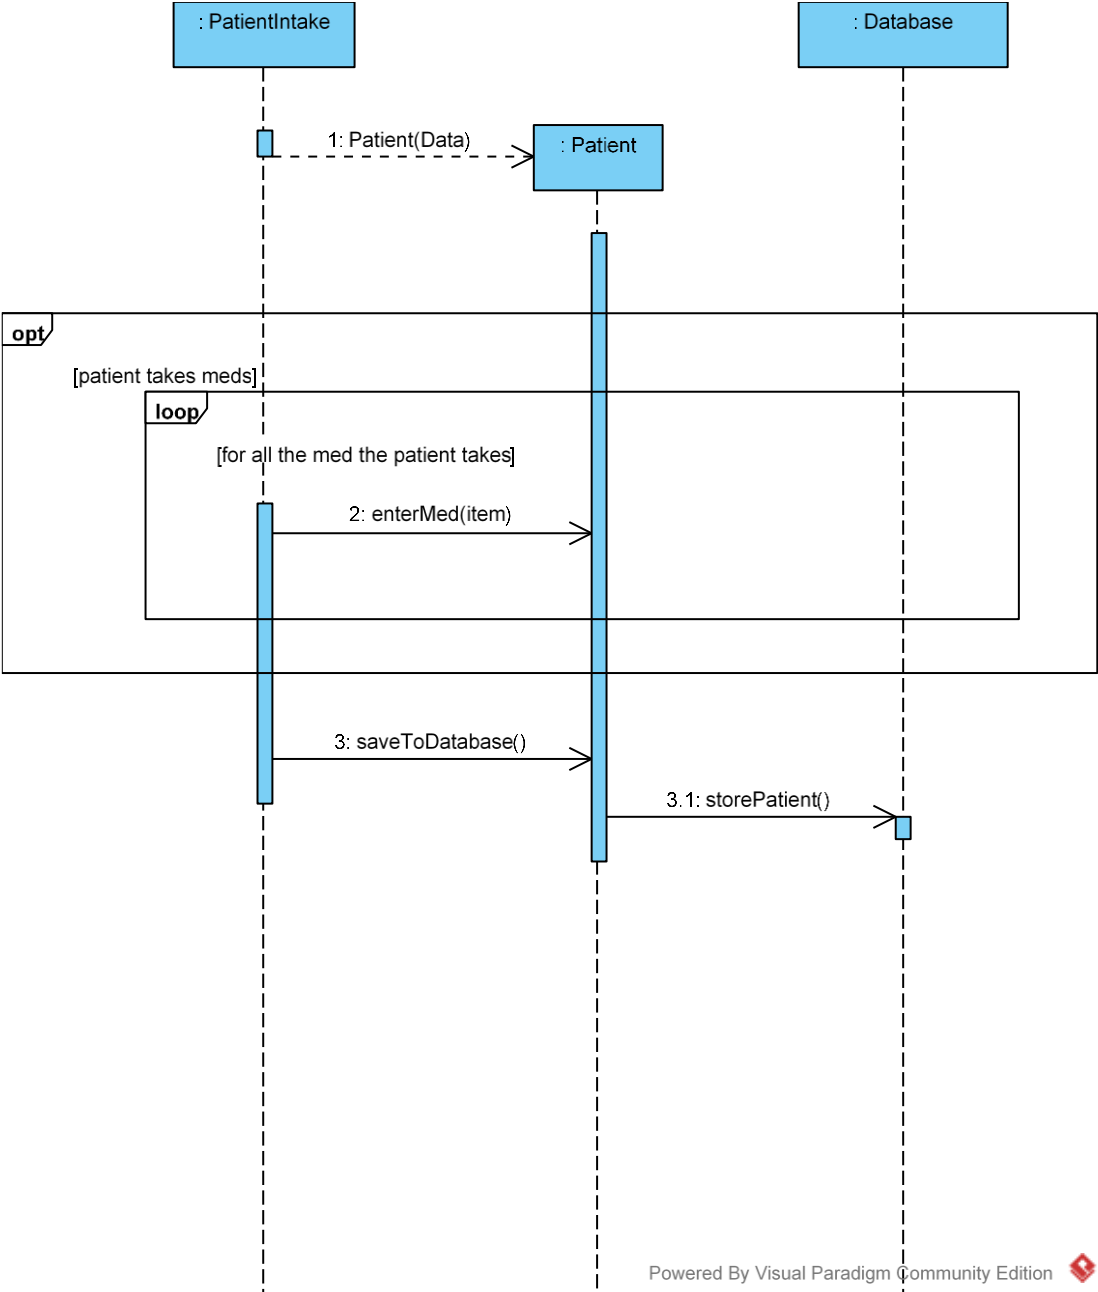 : PatientIntake
: Database
1: Patient(Data)
: Patient
opt
[patient takes meds]
loop
[for all the med the patient takes]
2: enterMed(item)
3: saveToDatabase()
3.1: storePatient()
Powered By Visual Paradigm Community Edition